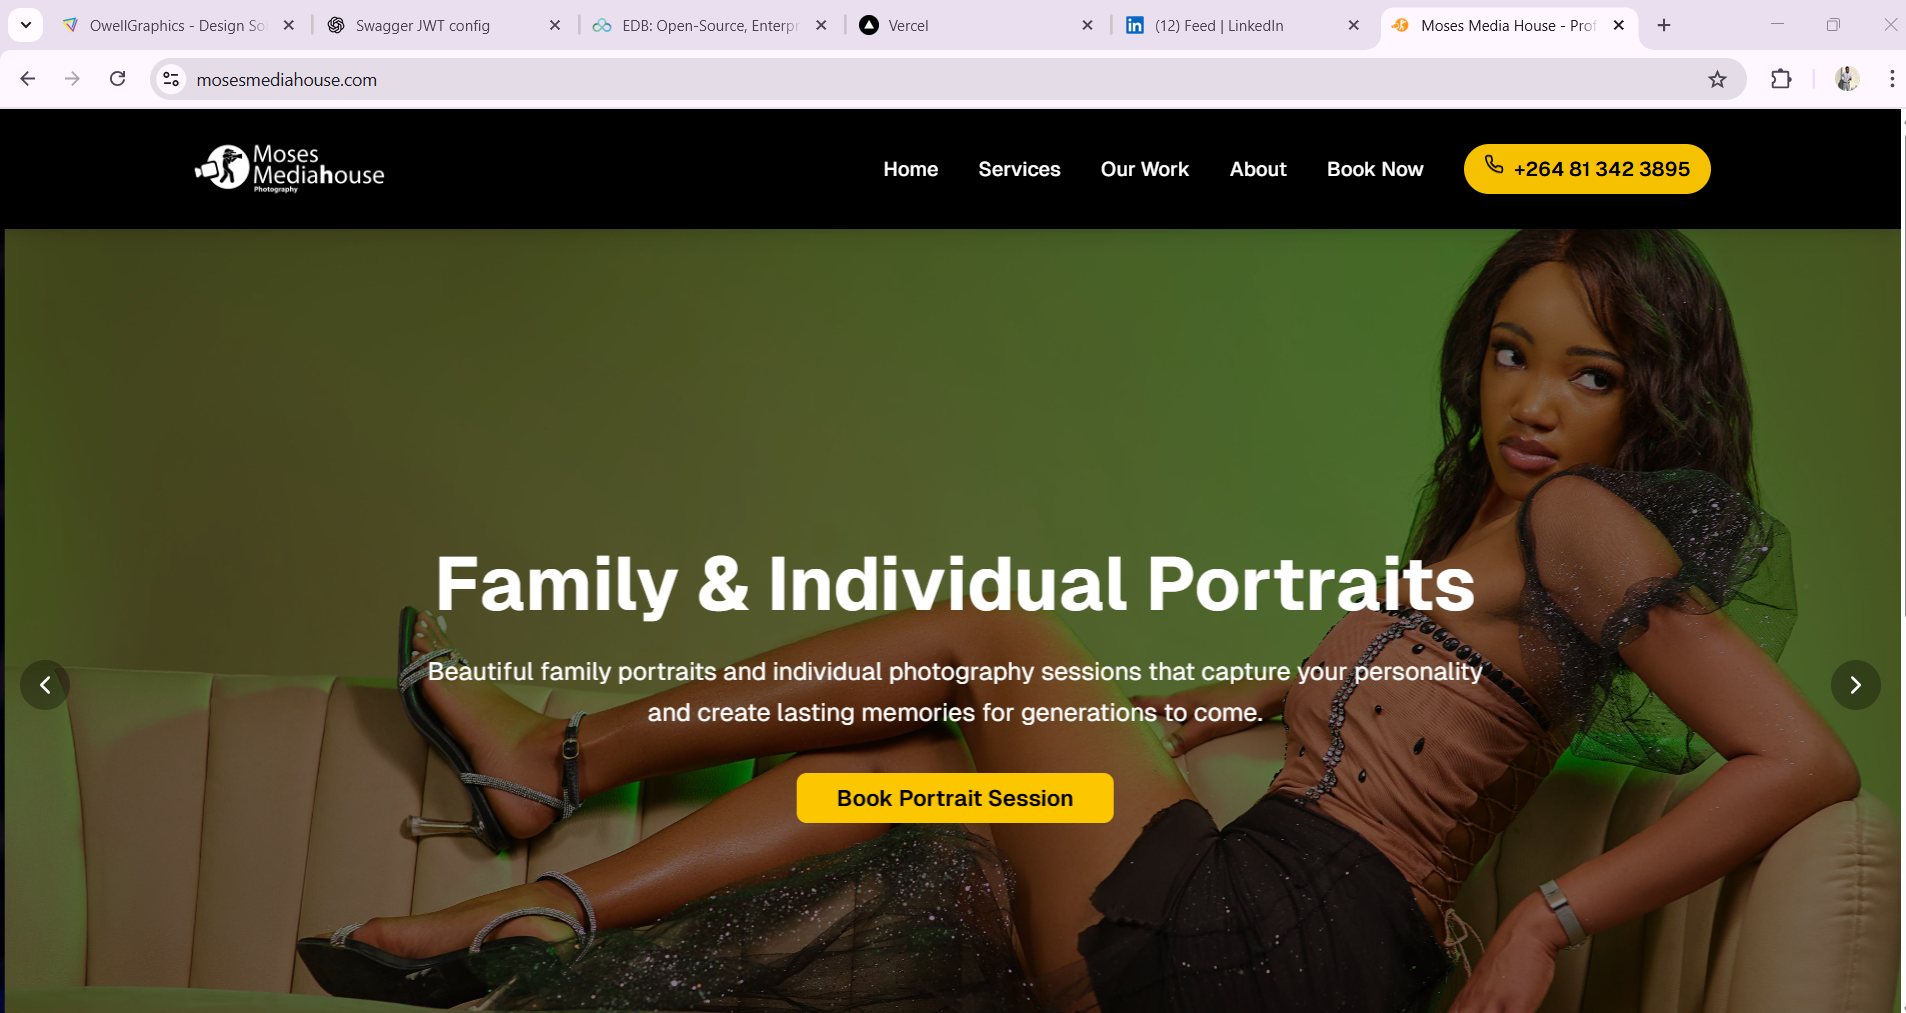 OwellGraphics - Design Sol
Swagger JWT config
EDB: Open-Source, Enterpr
Vercel
(12) Feed | LinkedIn
Moses Media House - Prof
mosesmediahouse.com
Moses
Mediahouse
Photography
Home
Services
Our Work
About
Book Now
+264 81 342 3895
Family & Individual Portraits
Beautiful family portraits and individual photography sessions that capture your personality
and create lasting memories for generations to come.
Book Portrait Session